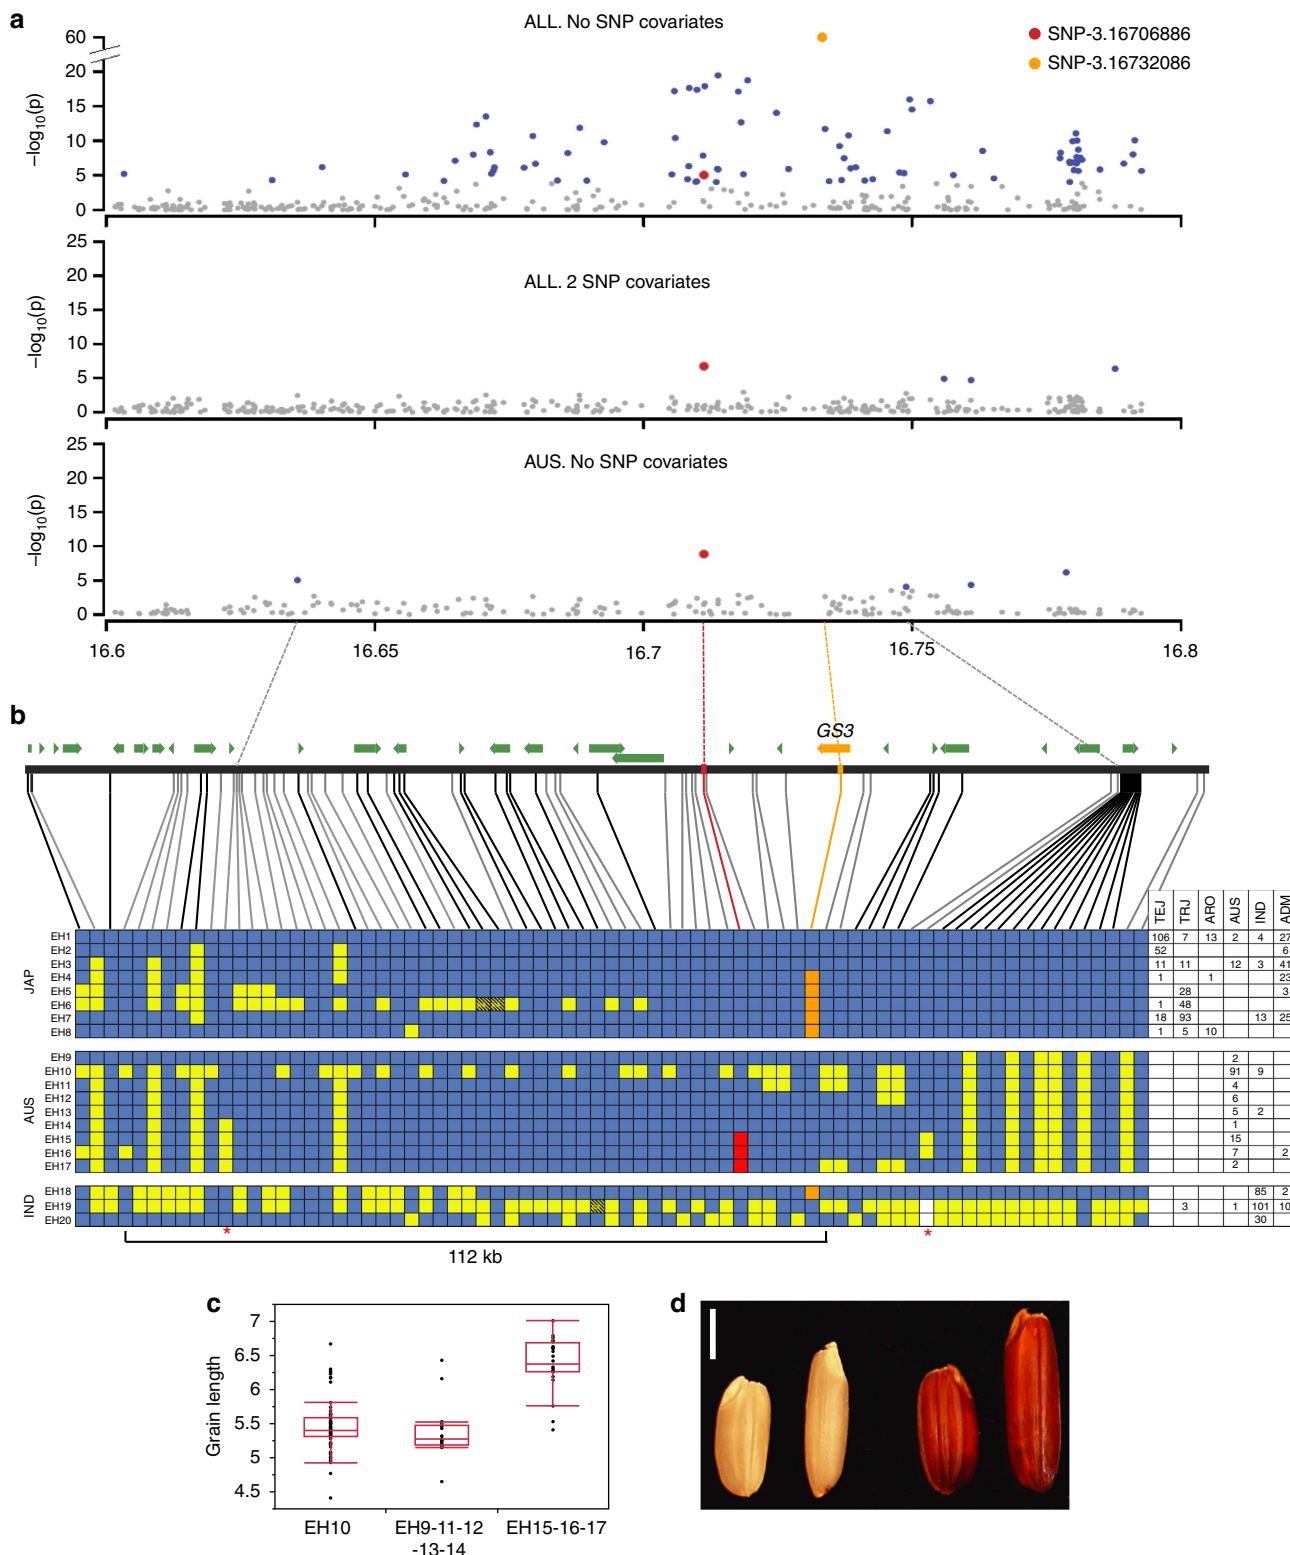 a
ALL. No SNP covariates
SNP-3.16706886
SNP-3.16732086
60
20
15
10
5
0
–log10(p)
ALL. 2 SNP covariates
25
20
15
10
5
0
–log10(p)
AUS. No SNP covariates
25
20
15
10
5
0
–log10(p)
16.6 16.65 16.7 16.75 16.8
b
GS3
TEJ TRJ ARO AUS IND ADM
JAP
EH1 106 7 13 2 4 27
EH2 52 6
EH3 11 11 12 3 41
EH4 1 1 23
EH5 28 3
EH6 1 48
EH7 18 93 13 25
EH8 1 5 10
AUS
EH9 2
EH10 91 9
EH11 4
EH12 6
EH13 5 2
EH14 1
EH15 15
EH16 7 2
EH17 2
IND
EH18 85 2
EH19 3 1 101 10
EH20 30
* *
112 kb
c
Grain length
7
6.5
6
5.5
5
4.5
EH10 EH9-11-12 EH15-16-17
-13-14
d